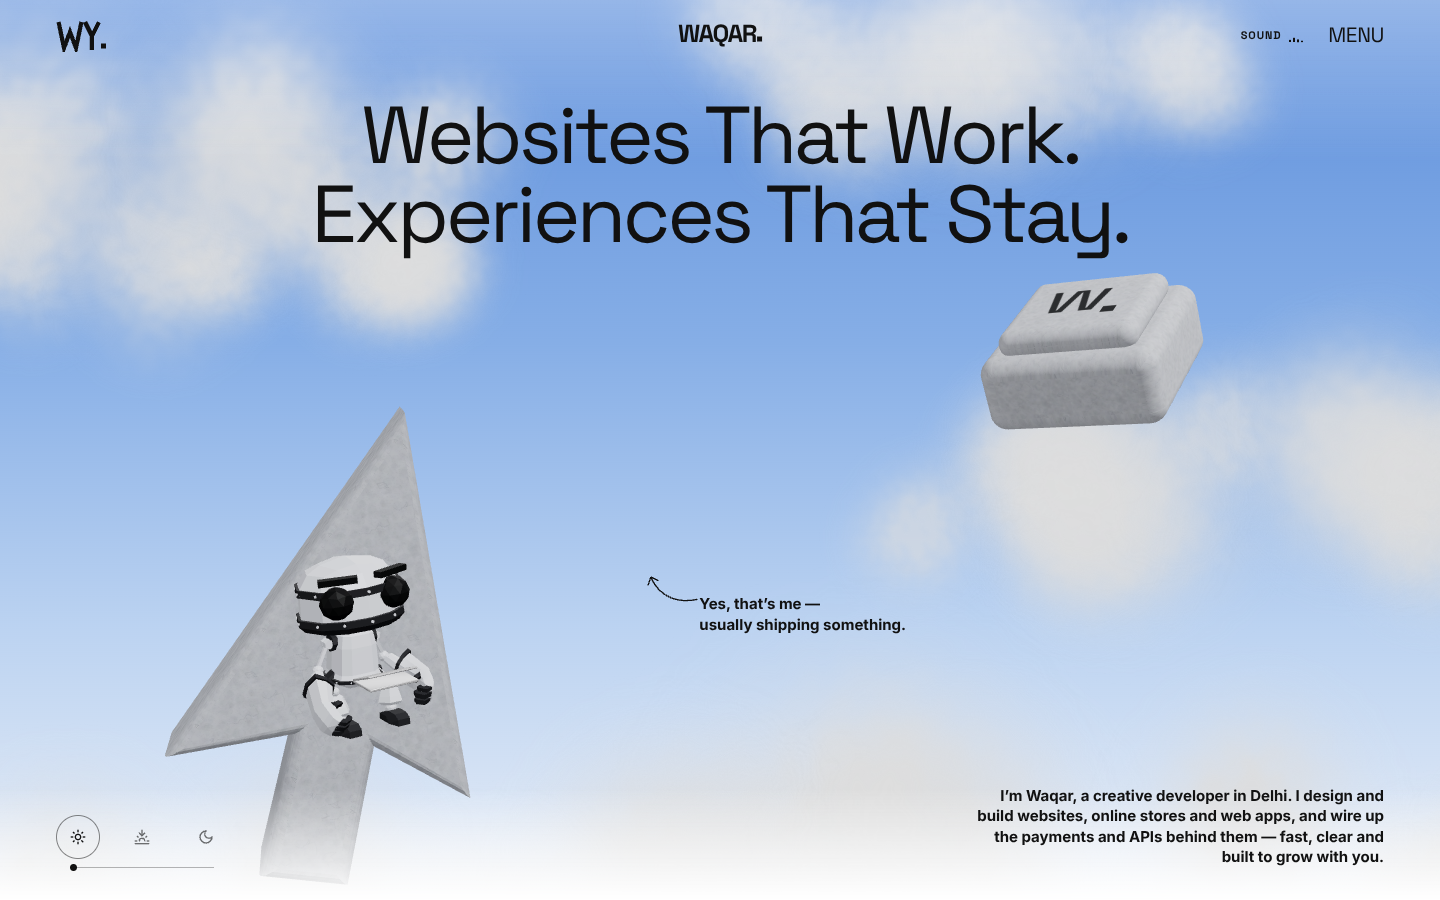 WY.
WAQAR.
SOUND
MENU
Websites That Work.
Experiences That Stay.
W.
Yes, that’s me —
usually shipping something.
I’m Waqar, a creative developer in Delhi. I design and
build websites, online stores and web apps, and wire up
the payments and APIs behind them — fast, clear and
built to grow with you.